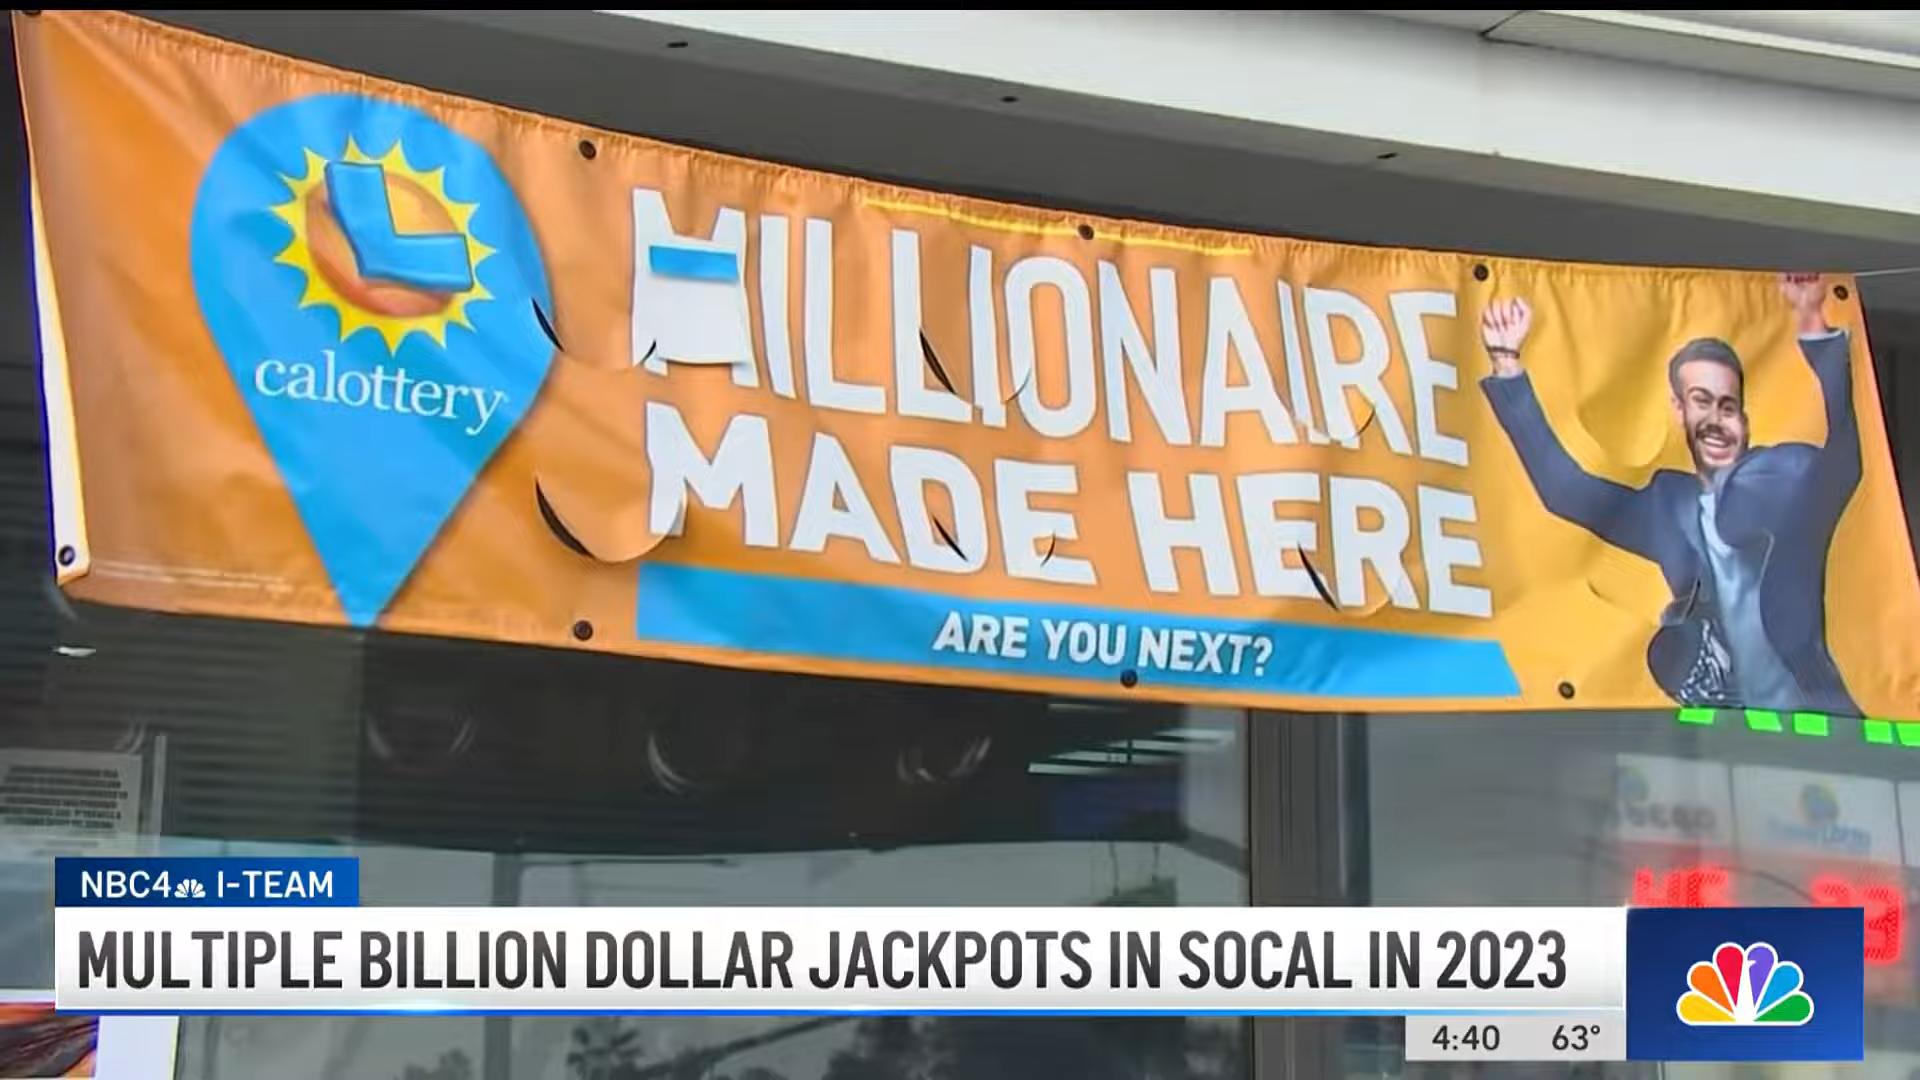 calottery
MILLIONAIRE
MADE HERE
ARE YOU NEXT?
NBC4 I-TEAM
MULTIPLE BILLION DOLLAR JACKPOTS IN SOCAL IN 2023
4:40 63°